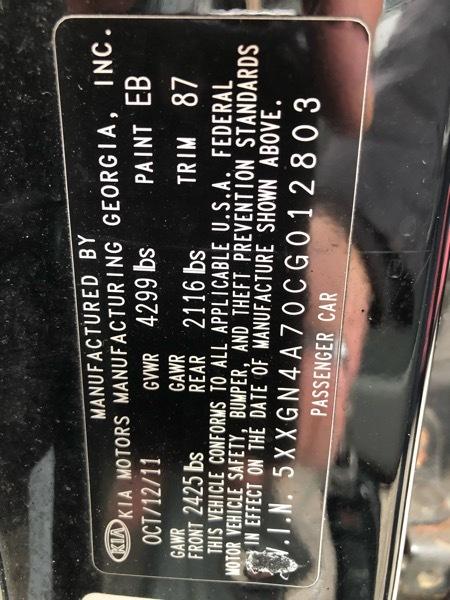 MANUFACTURED BY
KIA KIA MOTORS MANUFACTURING GEORGIA, INC.
OCT/12/11 GVWR 4299 lbs PAINT EB
GAWR FRONT 2425 lbs GAWR REAR 2116 lbs TRIM 87
THIS VEHICLE CONFORMS TO ALL APPLICABLE U.S.A. FEDERAL
MOTOR VEHICLE SAFETY, BUMPER, AND THEFT PREVENTION STANDARDS
IN EFFECT ON THE DATE OF MANUFACTURE SHOWN ABOVE.
V.I.N. 5XXGN4A70CG012803
PASSENGER CAR